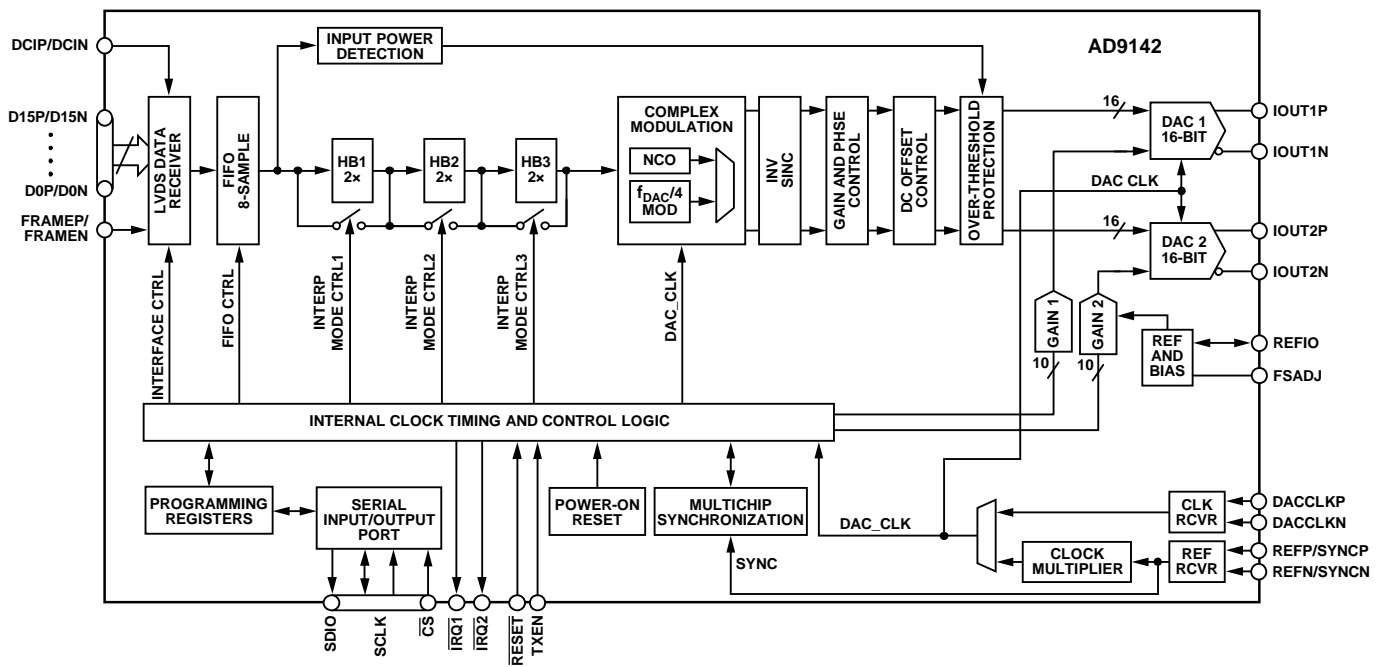 AD9142
DCIP/DCIN
D15P/D15N
D0P/D0N
FRAMEP/
FRAMEN
LVDS DATA
RECEIVER
FIFO
8-SAMPLE
INPUT POWER
DETECTION
HB1
2×
HB2
2×
HB3
2×
COMPLEX
MODULATION
NCO
fDAC/4
MOD
INV
SINC
GAIN AND PHSE
CONTROL
DC OFFSET
CONTROL
OVER-THRESHOLD
PROTECTION
16
DAC 1
16-BIT
IOUT1P
IOUT1N
DAC CLK
16
DAC 2
16-BIT
IOUT2P
IOUT2N
INTERFACE CTRL
FIFO CTRL
INTERP
MODE CTRL1
INTERP
MODE CTRL2
INTERP
MODE CTRL3
DAC_CLK
GAIN 1
10
GAIN 2
10
REF
AND
BIAS
REFIO
FSADJ
INTERNAL CLOCK TIMING AND CONTROL LOGIC
PROGRAMMING
REGISTERS
SERIAL
INPUT/OUTPUT
PORT
POWER-ON
RESET
MULTICHIP
SYNCHRONIZATION
DAC_CLK
SYNC
CLOCK
MULTIPLIER
CLK
RCVR
REF
RCVR
DACCLKP
DACCLKN
REFP/SYNCP
REFN/SYNCN
SDIO
SCLK
CS
IRQ1
IRQ2
RESET
TXEN